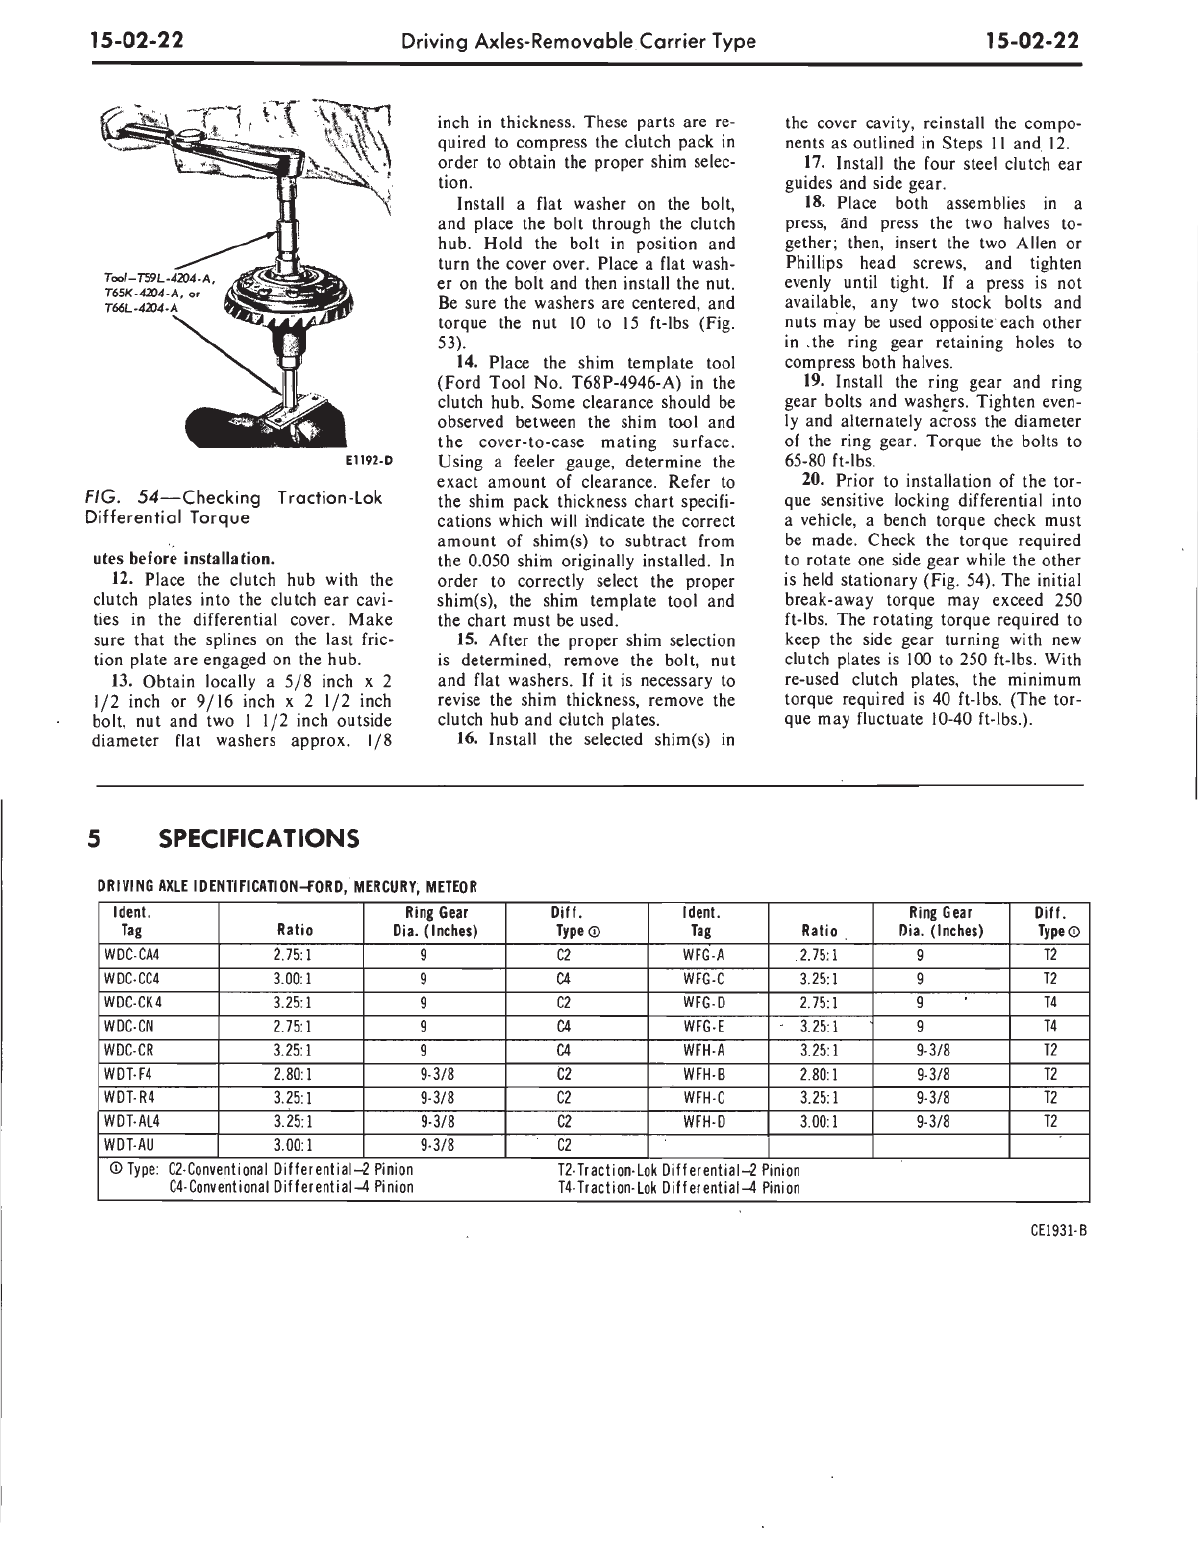 15-02-22 Driving Axles-Removable Carrier Type 15-02-22
Tool-T59L-4204-A,
T65K-4204-A, or
T66L-4204-A
E1192-D
FIG. 54—Checking Traction-Lok
Differential Torque
utes before installation.
12. Place the clutch hub with the
clutch plates into the clutch ear cavi-
ties in the differential cover. Make
sure that the splines on the last fric-
tion plate are engaged on the hub.
13. Obtain locally a 5/8 inch x 2
1/2 inch or 9/16 inch x 2 1/2 inch
bolt, nut and two 1 1/2 inch outside
diameter flat washers approx. 1/8
inch in thickness. These parts are re-
quired to compress the clutch pack in
order to obtain the proper shim selec-
tion.
Install a flat washer on the bolt,
and place the bolt through the clutch
hub. Hold the bolt in position and
turn the cover over. Place a flat wash-
er on the bolt and then install the nut.
Be sure the washers are centered, and
torque the nut 10 to 15 ft-lbs (Fig.
53).
14. Place the shim template tool
(Ford Tool No. T68P-4946-A) in the
clutch hub. Some clearance should be
observed between the shim tool and
the cover-to-case mating surface.
Using a feeler gauge, determine the
exact amount of clearance. Refer to
the shim pack thickness chart specifi-
cations which will indicate the correct
amount of shim(s) to subtract from
the 0.050 shim originally installed. In
order to correctly select the proper
shim(s), the shim template tool and
the chart must be used.
15. After the proper shim selection
is determined, remove the bolt, nut
and flat washers. If it is necessary to
revise the shim thickness, remove the
clutch hub and clutch plates.
16. Install the selected shim(s) in
the cover cavity, reinstall the compo-
nents as outlined in Steps 11 and 12.
17. Install the four steel clutch ear
guides and side gear.
18. Place both assemblies in a
press, and press the two halves to-
gether; then, insert the two Allen or
Phillips head screws, and tighten
evenly until tight. If a press is not
available, any two stock bolts and
nuts may be used opposite each other
in the ring gear retaining holes to
compress both halves.
19. Install the ring gear and ring
gear bolts and washers. Tighten even-
ly and alternately across the diameter
of the ring gear. Torque the bolts to
65-80 ft-lbs.
20. Prior to installation of the tor-
que sensitive locking differential into
a vehicle, a bench torque check must
be made. Check the torque required
to rotate one side gear while the other
is held stationary (Fig. 54). The initial
break-away torque may exceed 250
ft-lbs. The rotating torque required to
keep the side gear turning with new
clutch plates is 100 to 250 ft-lbs. With
re-used clutch plates, the minimum
torque required is 40 ft-lbs. (The tor-
que may fluctuate 10-40 ft-lbs.).
5 SPECIFICATIONS
DRIVING AXLE IDENTIFICATION—FORD, MERCURY, METEOR
Ident. Ring Gear Diff. Ident. Ring Gear Diff.
Tag Ratio Dia. (Inches) Type ① Tag Ratio Dia. (Inches) Type ①
WDC-CA4 2.75:1 9 C2 WFG-A 2.75:1 9 T2
WDC-CC4 3.00:1 9 C4 WFG-C 3.25:1 9 T2
WDC-CK4 3.25:1 9 C2 WFG-D 2.75:1 9 T4
WDC-CN 2.75:1 9 C4 WFG-E 3.25:1 9 T4
WDC-CR 3.25:1 9 C4 WFH-A 3.25:1 9-3/8 T2
WDT-F4 2.80:1 9-3/8 C2 WFH-B 2.80:1 9-3/8 T2
WDT-R4 3.25:1 9-3/8 C2 WFH-C 3.25:1 9-3/8 T2
WDT-AL4 3.25:1 9-3/8 C2 WFH-D 3.00:1 9-3/8 T2
WDT-AU 3.00:1 9-3/8 C2
① Type: C2-Conventional Differential—2 Pinion T2-Traction-Lok Differential—2 Pinion
C4-Conventional Differential—4 Pinion T4-Traction-Lok Differential—4 Pinion
CE1931-B